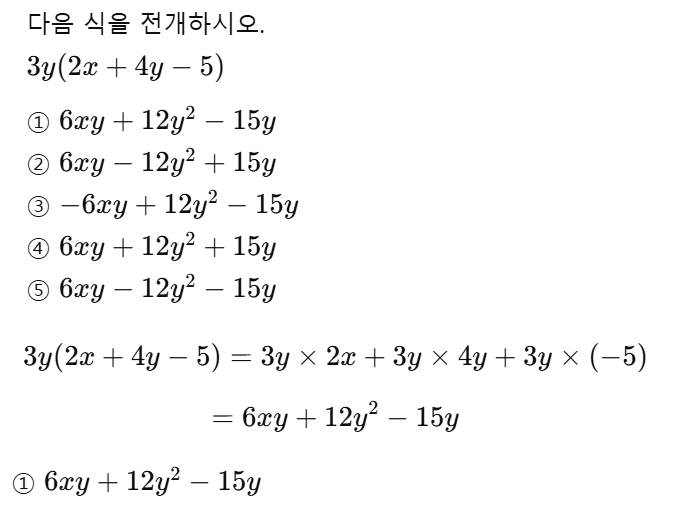 다음 식을 전개하시오.
3y(2x + 4y − 5)
① 6xy + 12y² − 15y
② 6xy − 12y² + 15y
③ −6xy + 12y² − 15y
④ 6xy + 12y² + 15y
⑤ 6xy − 12y² − 15y
3y(2x + 4y − 5) = 3y × 2x + 3y × 4y + 3y × (−5)
= 6xy + 12y² − 15y
① 6xy + 12y² − 15y